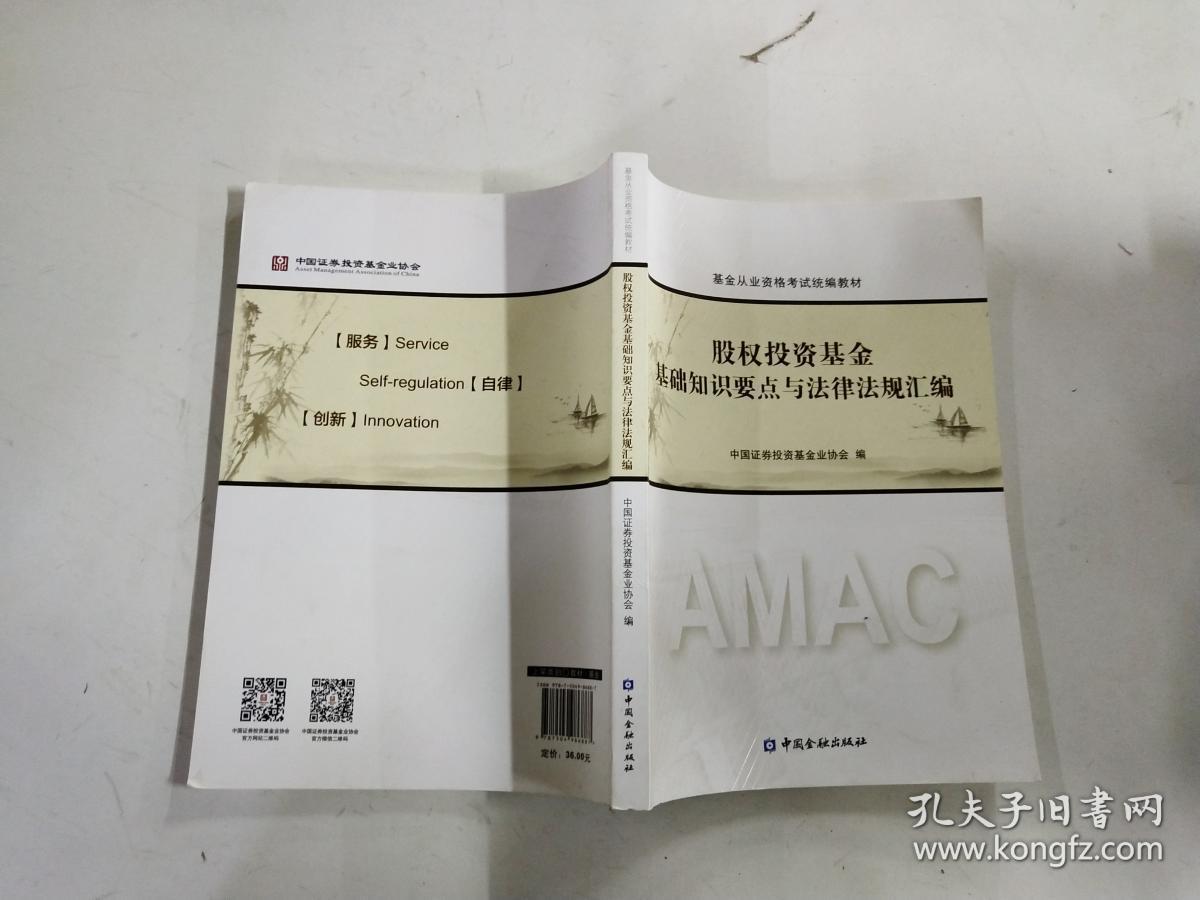 中国证券投资基金业协会
Asset Management Association of China
【服务】Service
Self-regulation【自律】
【创新】Innovation
中国证券投资基金业协会
官方网站二维码
中国证券投资基金业协会
官方微信二维码
定价：36.00元
基金从业资格考试统编教材
股权投资基金基础知识要点与法律法规汇编
中国证券投资基金业协会 编
中国金融出版社
基金从业资格考试统编教材
股权投资基金
基础知识要点与法律法规汇编
中国证券投资基金业协会 编
AMAC
中国金融出版社
孔夫子旧书网
www.kongfz.com